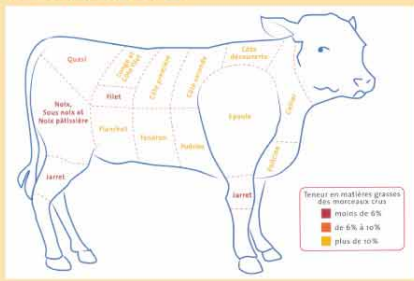 Quasi
Longe et
Côte filet
Côte première
Côte seconde
Côte
découverte
Filet
Noix,
Sous noix et
Noix pâtissière
Flanchet
Tendron
Poitrine
Epaule
Collier
Poitrine
Jarret
Jarret
Teneur en matières grasses
des morceaux crus
moins de 6%
de 6% à 10%
plus de 10%